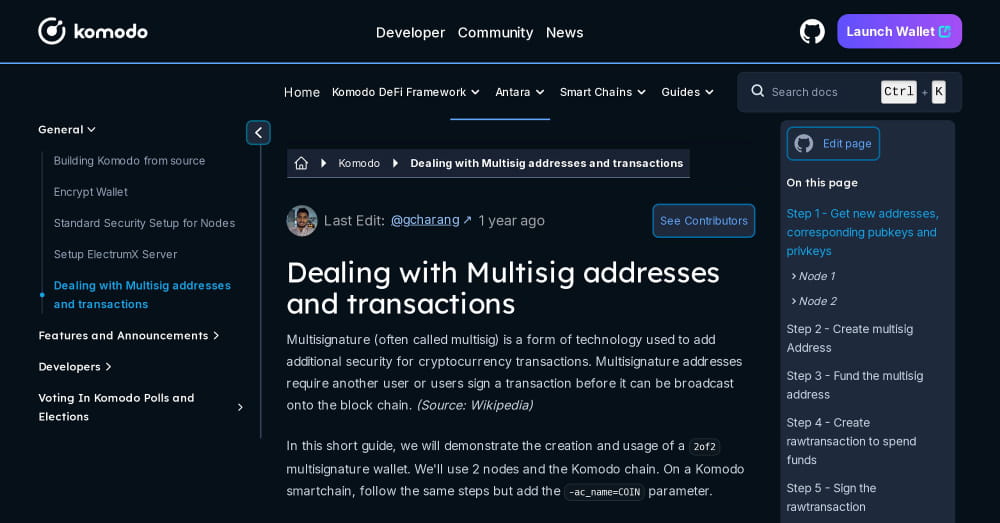 komodo
Developer Community News
Launch Wallet
Home Komodo DeFi Framework Antara Smart Chains Guides
Search docs Ctrl + K
General
Building Komodo from source
Encrypt Wallet
Standard Security Setup for Nodes
Setup ElectrumX Server
Dealing with Multisig addresses
and transactions
Features and Announcements
Developers
Voting In Komodo Polls and
Elections
Komodo Dealing with Multisig addresses and transactions
Last Edit: @gcharang ↗ 1 year ago
See Contributors
Dealing with Multisig addresses
and transactions
Multisignature (often called multisig) is a form of technology used to add
additional security for cryptocurrency transactions. Multisignature addresses
require another user or users sign a transaction before it can be broadcast
onto the block chain. (Source: Wikipedia)
In this short guide, we will demonstrate the creation and usage of a 2of2
multisignature wallet. We'll use 2 nodes and the Komodo chain. On a Komodo
smartchain, follow the same steps but add the -ac_name=COIN parameter.
Edit page
On this page
Step 1 - Get new addresses,
corresponding pubkeys and
privkeys
Node 1
Node 2
Step 2 - Create multisig
Address
Step 3 - Fund the multisig
address
Step 4 - Create
rawtransaction to spend
funds
Step 5 - Sign the
rawtransaction